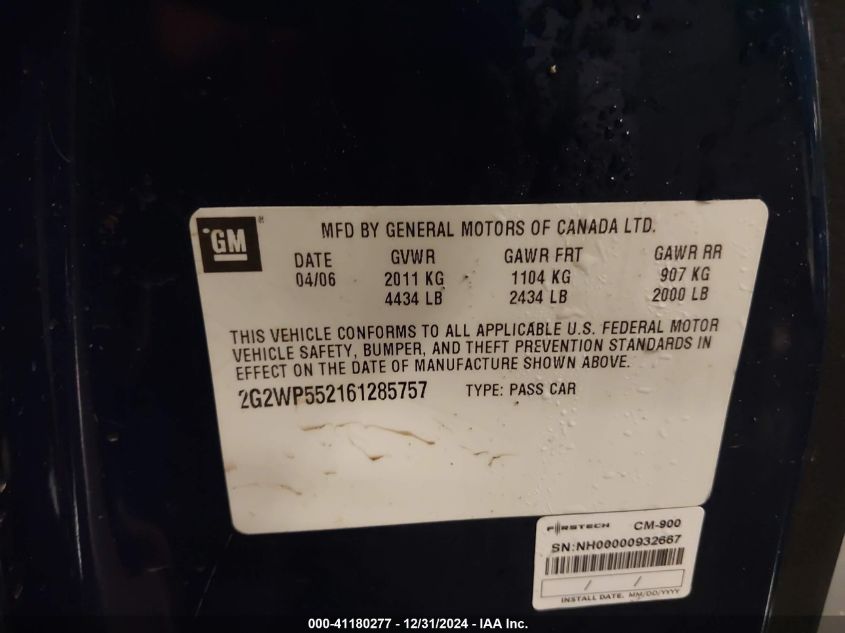 GM®
MFD BY GENERAL MOTORS OF CANADA LTD.
DATE GVWR GAWR FRT GAWR RR
04/06 2011 KG 1104 KG 907 KG
4434 LB 2434 LB 2000 LB
THIS VEHICLE CONFORMS TO ALL APPLICABLE U.S. FEDERAL MOTOR
VEHICLE SAFETY, BUMPER, AND THEFT PREVENTION STANDARDS IN
EFFECT ON THE DATE OF MANUFACTURE SHOWN ABOVE.
2G2WP552161285757 TYPE: PASS CAR
FIRSTECH CM-900
SN:NH00000932667
/ /
INSTALL DATE, MM/DD/YYYY
000-41180277 - 12/31/2024 - IAA Inc.